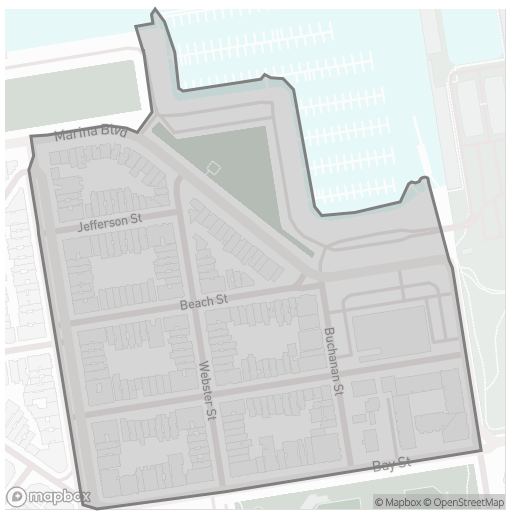 Marina Blvd
Jefferson St
Beach St
Buchanan St
Webster St
Bay St
mapbox
© Mapbox © OpenStreetMap